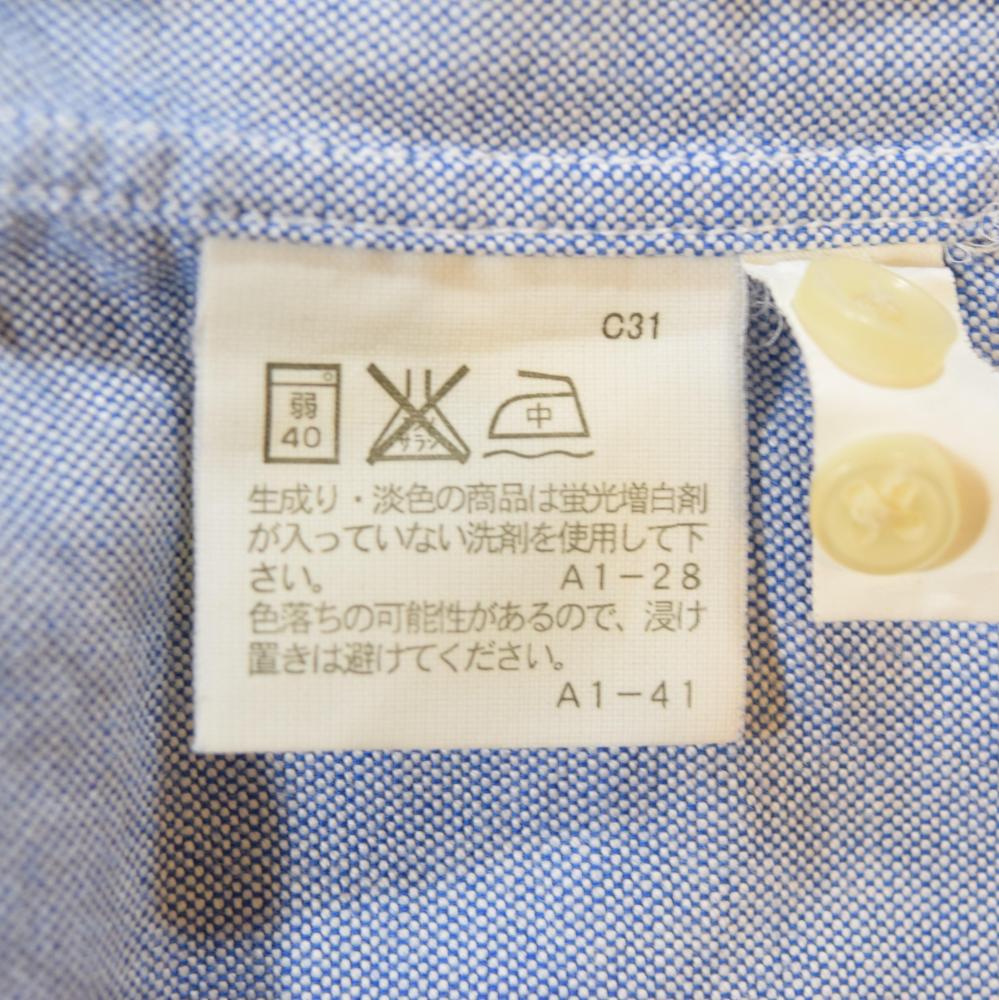 C31
弱
40
サラシ
中
生成り・淡色の商品は蛍光増白剤
が入っていない洗剤を使用して下
さい。 A1-28
色落ちの可能性があるので、浸け
置きは避けてください。
A1-41